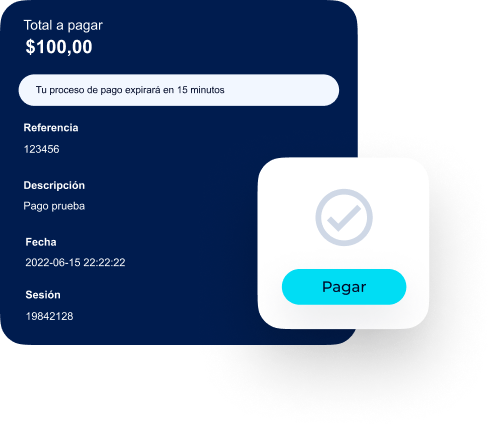 Total a pagar
$100,00
Tu proceso de pago expirará en 15 minutos
Referencia
123456
Descripción
Pago prueba
Fecha
2022-06-15 22:22:22
Sesión
19842128
Pagar